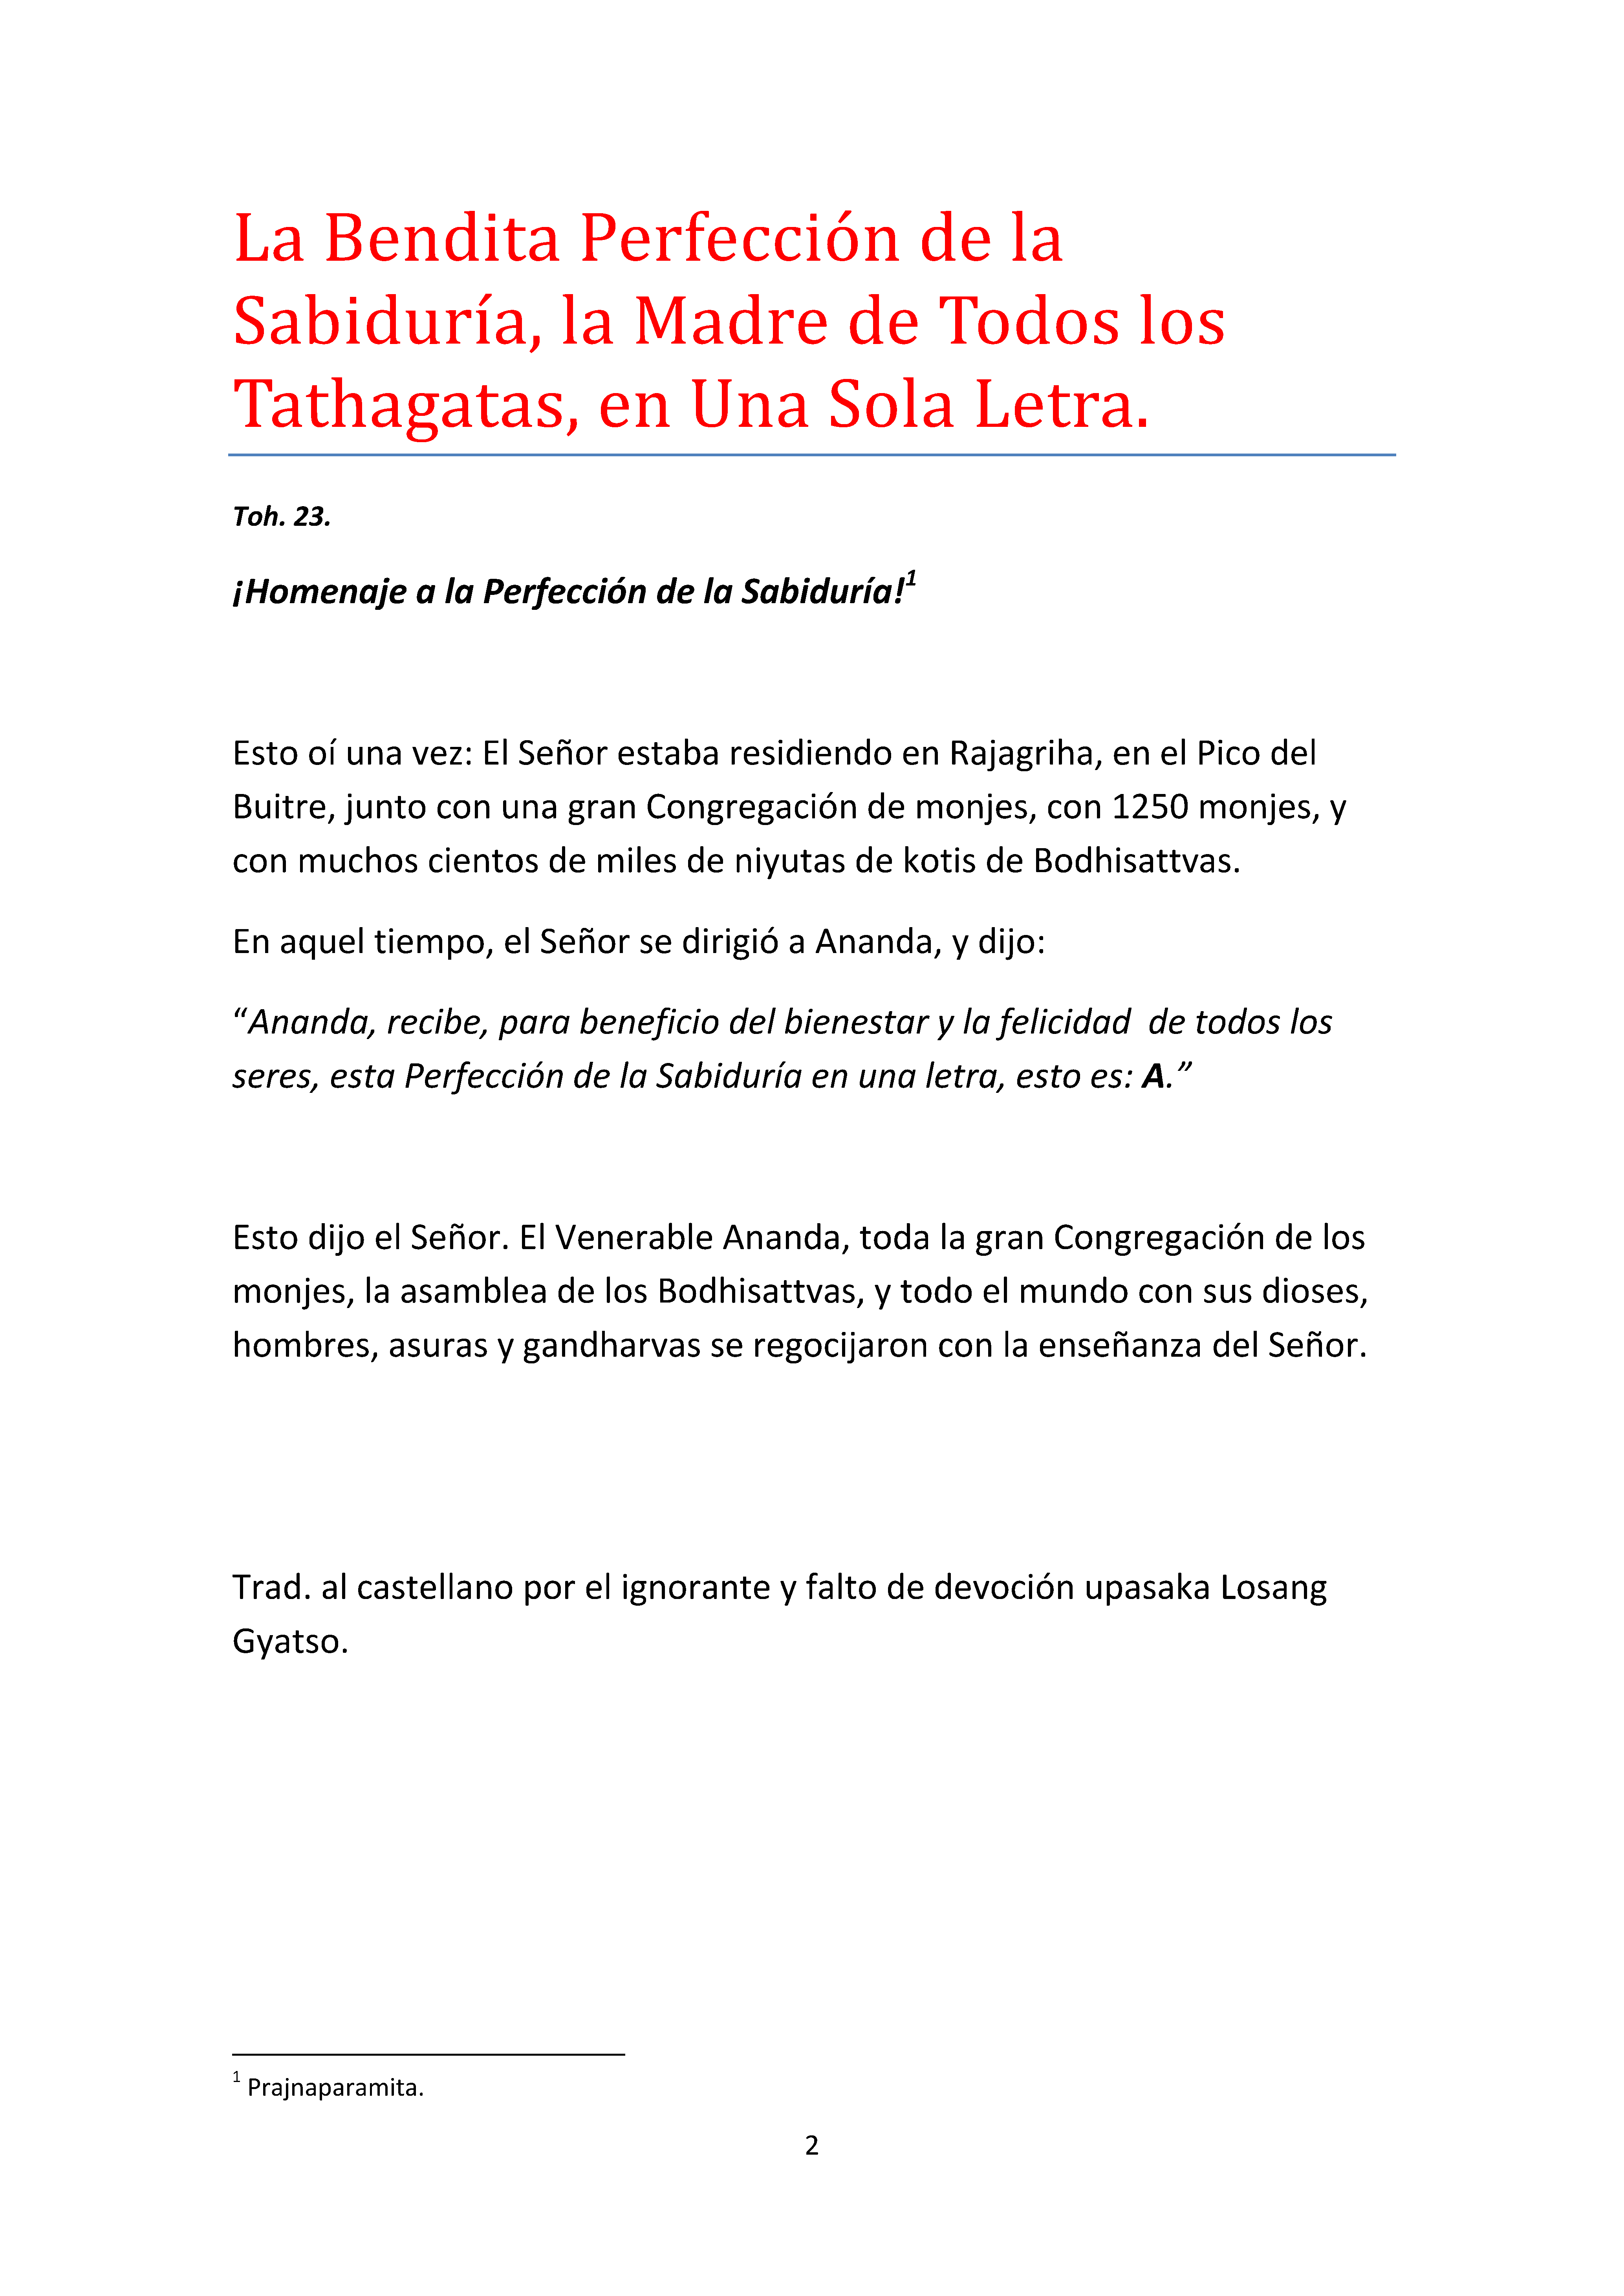 La Bendita Perfección de la
Sabiduría, la Madre de Todos los
Tathagatas, en Una Sola Letra.
Toh. 23.
¡Homenaje a la Perfección de la Sabiduría!1
Esto oí una vez: El Señor estaba residiendo en Rajagriha, en el Pico del
Buitre, junto con una gran Congregación de monjes, con 1250 monjes, y
con muchos cientos de miles de niyutas de kotis de Bodhisattvas.
En aquel tiempo, el Señor se dirigió a Ananda, y dijo:
“Ananda, recibe, para beneficio del bienestar y la felicidad  de todos los
seres, esta Perfección de la Sabiduría en una letra, esto es: A.”
Esto dijo el Señor. El Venerable Ananda, toda la gran Congregación de los
monjes, la asamblea de los Bodhisattvas, y todo el mundo con sus dioses,
hombres, asuras y gandharvas se regocijaron con la enseñanza del Señor.
Trad. al castellano por el ignorante y falto de devoción upasaka Losang
Gyatso.
1 Prajnaparamita.
2